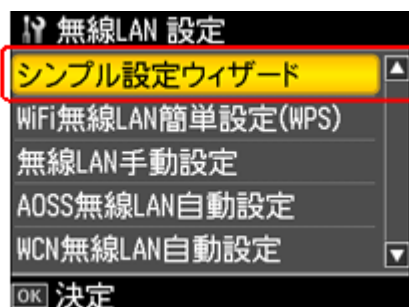 無線LAN 設定
シンプル設定ウィザード
WiFi無線LAN簡単設定(WPS)
無線LAN手動設定
AOSS無線LAN自動設定
WCN無線LAN自動設定
OK 決定